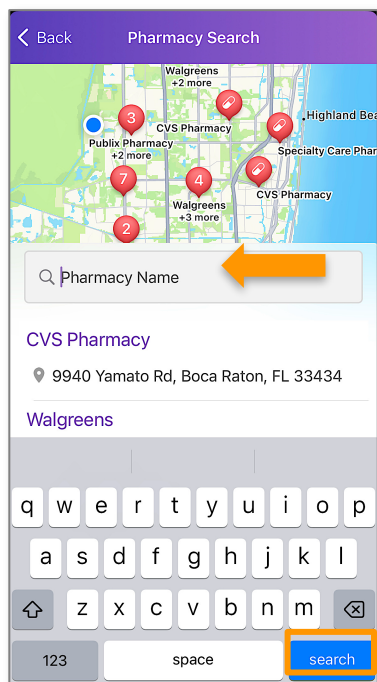 Back
Pharmacy Search
Walgreens
+2 more
3
CVS Pharmacy
Highland Bea
Publix Pharmacy
+2 more
Specialty Care Phar
7
4
CVS Pharmacy
Walgreens
+3 more
2
Pharmacy Name
CVS Pharmacy
9940 Yamato Rd, Boca Raton, FL 33434
Walgreens
q w e r t y u i o p
a s d f g h j k l
z x c v b n m
123 space search